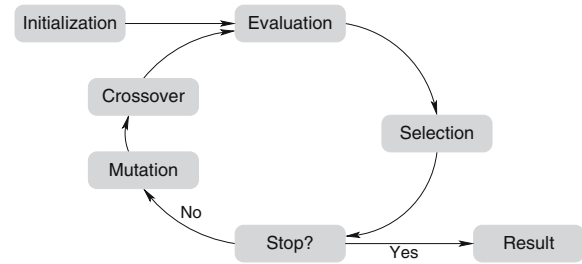 Initialization
Evaluation
Crossover
Selection
Mutation
No
Stop?
Yes
Result